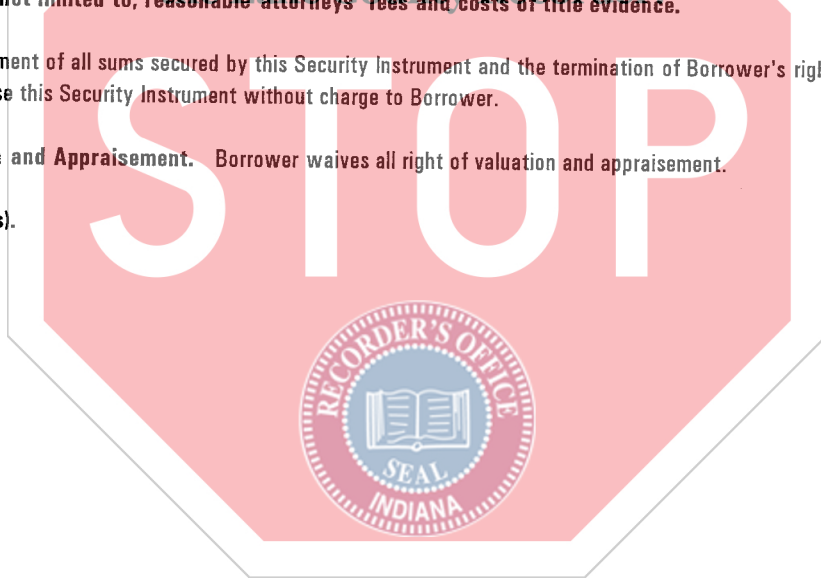 not limited to, reasonable attorneys' fees and costs of title evidence.
ment of all sums secured by this Security Instrument and the termination of Borrower's
this Security Instrument without charge to Borrower.
and Appraisement. Borrower waives all right of valuation and appraisement.
s).
STOP
RECORDER'S OFFICE
SEAL
INDIANA